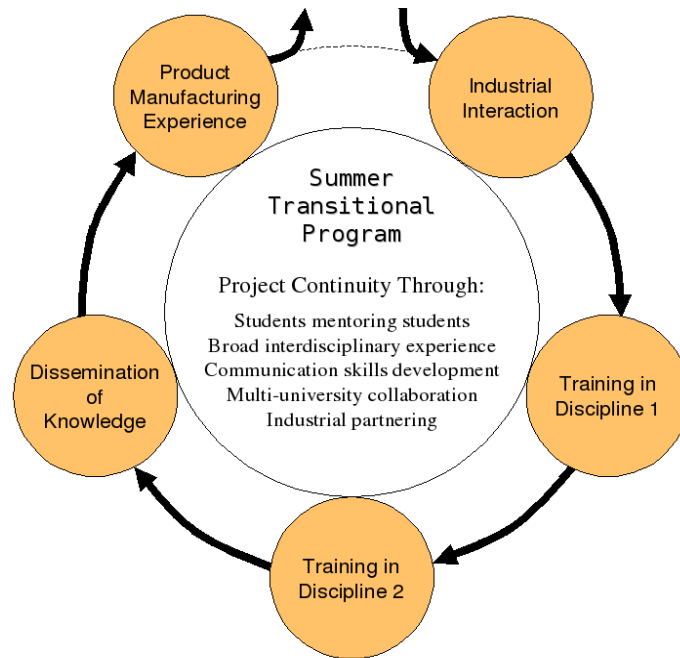 Product
Manufacturing
Experience
Industrial
Interaction
Summer
Transitional
Program
Project Continuity Through:
Students mentoring students
Broad interdisciplinary experience
Communication skills development
Multi-university collaboration
Industrial partnering
Dissemination
of
Knowledge
Training in
Discipline 1
Training in
Discipline 2